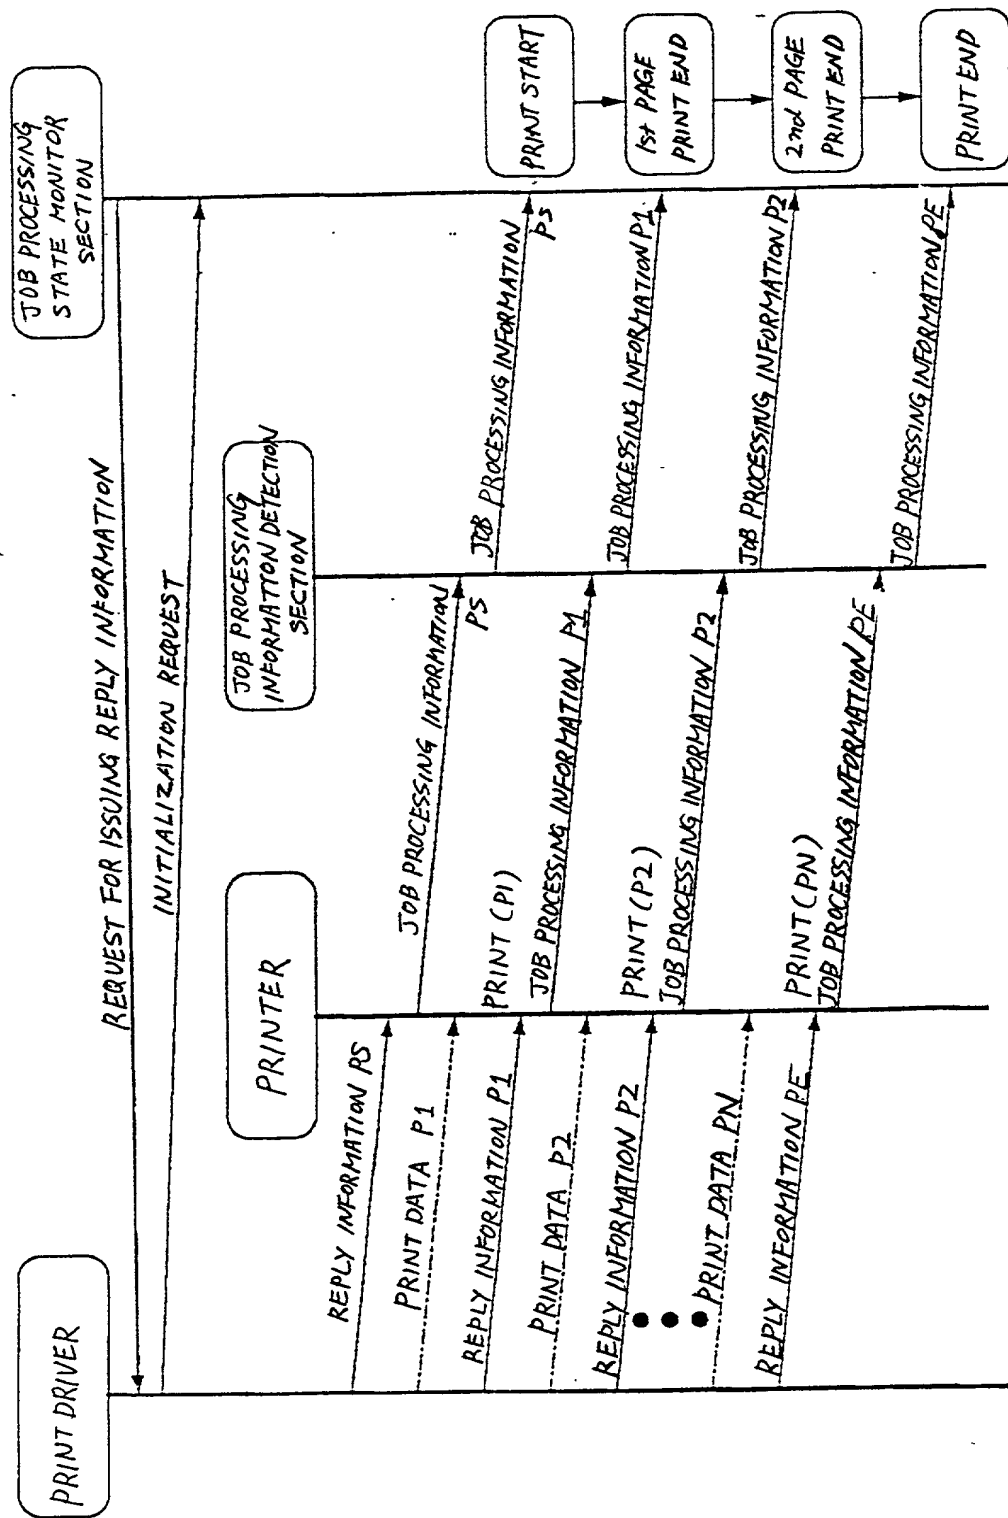 PRINT DRIVER
PRINTER
JOB PROCESSING
INFORMATION DETECTION
SECTION
JOB PROCESSING
STATE MONITOR
SECTION
REQUEST FOR ISSUING REPLY INFORMATION
INITIALIZATION REQUEST
REPLY INFORMATION PS
PRINT DATA P1
REPLY INFORMATION P1
PRINT DATA P2
REPLY INFORMATION P2
PRINT DATA PN
REPLY INFORMATION PE
JOB PROCESSING INFORMATION
PS
PRINT (P1)
JOB PROCESSING INFORMATION P1
PRINT (P2)
JOB PROCESSING INFORMATION P2
PRINT (PN)
JOB PROCESSING INFORMATION PE
JOB PROCESSING INFORMATION
PS
JOB PROCESSING INFORMATION P1
JOB PROCESSING INFORMATION P2
JOB PROCESSING INFORMATION PE
PRINT START
1st PAGE
PRINT END
2nd PAGE
PRINT END
PRINT END